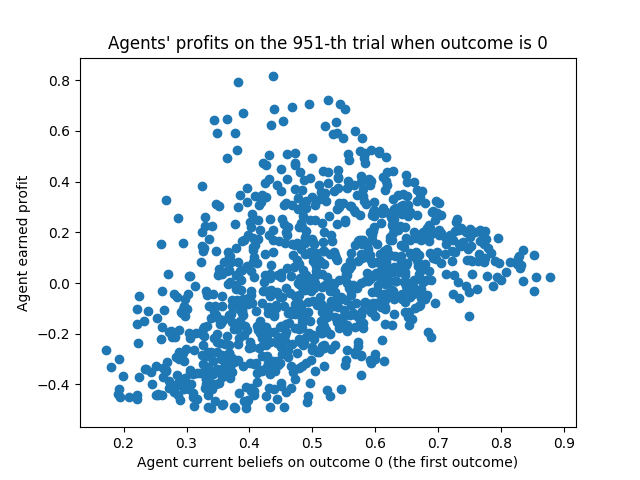 Agents' profits on the 951-th trial when outcome is 0
0.8
0.6
0.4
0.2
0.0
−0.2
−0.4
Agent earned profit
0.2 0.3 0.4 0.5 0.6 0.7 0.8 0.9
Agent current beliefs on outcome 0 (the first outcome)